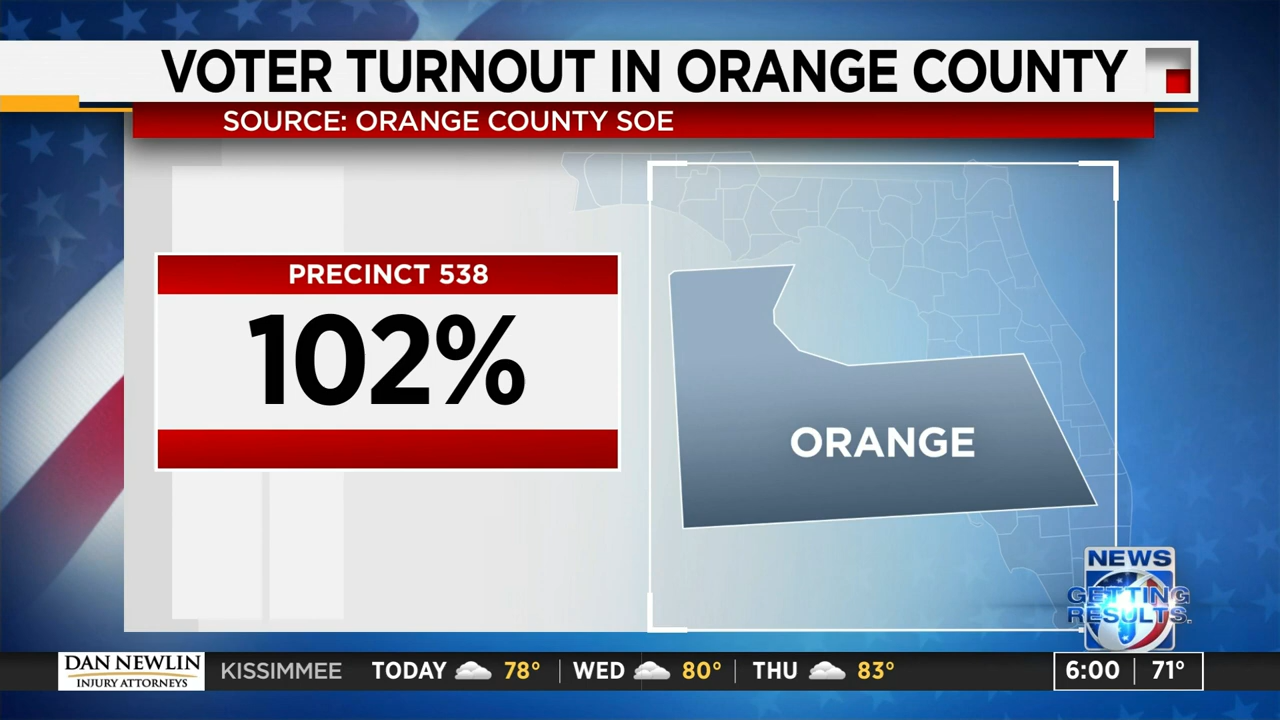 VOTER TURNOUT IN ORANGE COUNTY
SOURCE: ORANGE COUNTY SOE
PRECINCT 538
102%
ORANGE
NEWS
GETTING
RESULTS
DAN NEWLIN
INJURY ATTORNEYS
KISSIMMEE TODAY 78° WED 80° THU 83°
6:00 71°